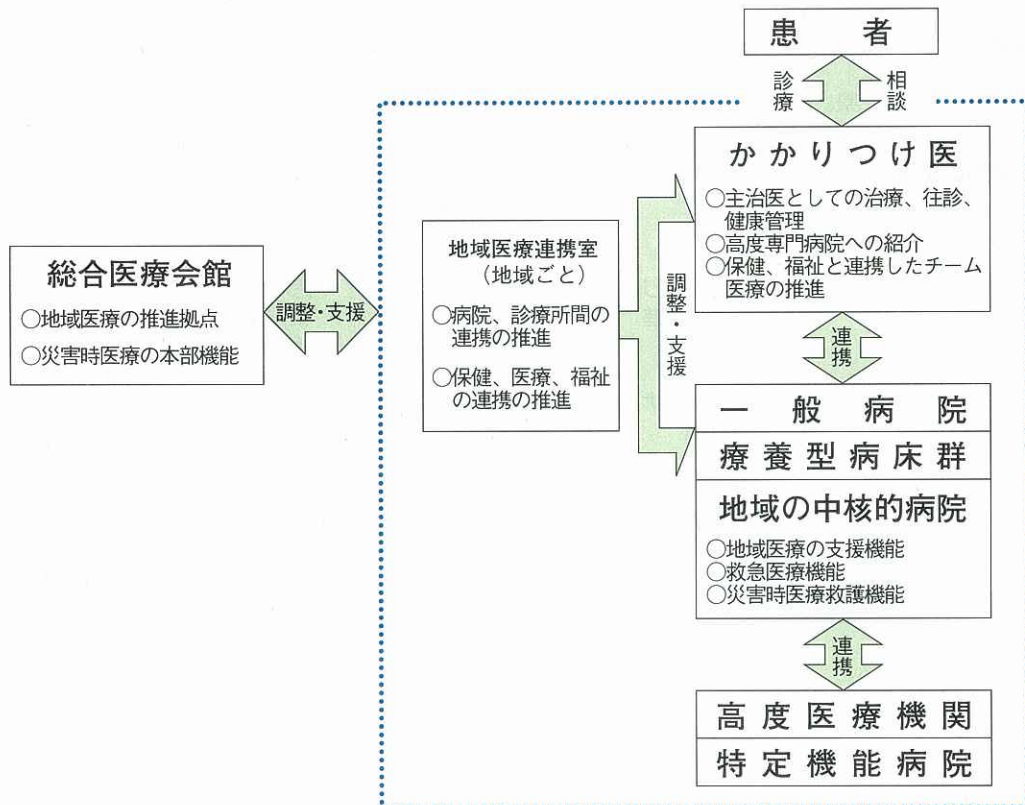 患者
診療
相談
かかりつけ医
○主治医としての治療、往診、
健康管理
○高度専門病院への紹介
○保健、福祉と連携したチーム
医療の推進
地域医療連携室
(地域ごと)
○病院、診療所間の
連携の推進
○保健、医療、福祉
の連携の推進
調整・支援
総合医療会館
○地域医療の推進拠点
○災害時医療の本部機能
調整・支援
連携
一般病院
療養型病床群
地域の中核的病院
○地域医療の支援機能
○救急医療機能
○災害時医療救護機能
連携
高度医療機関
特定機能病院